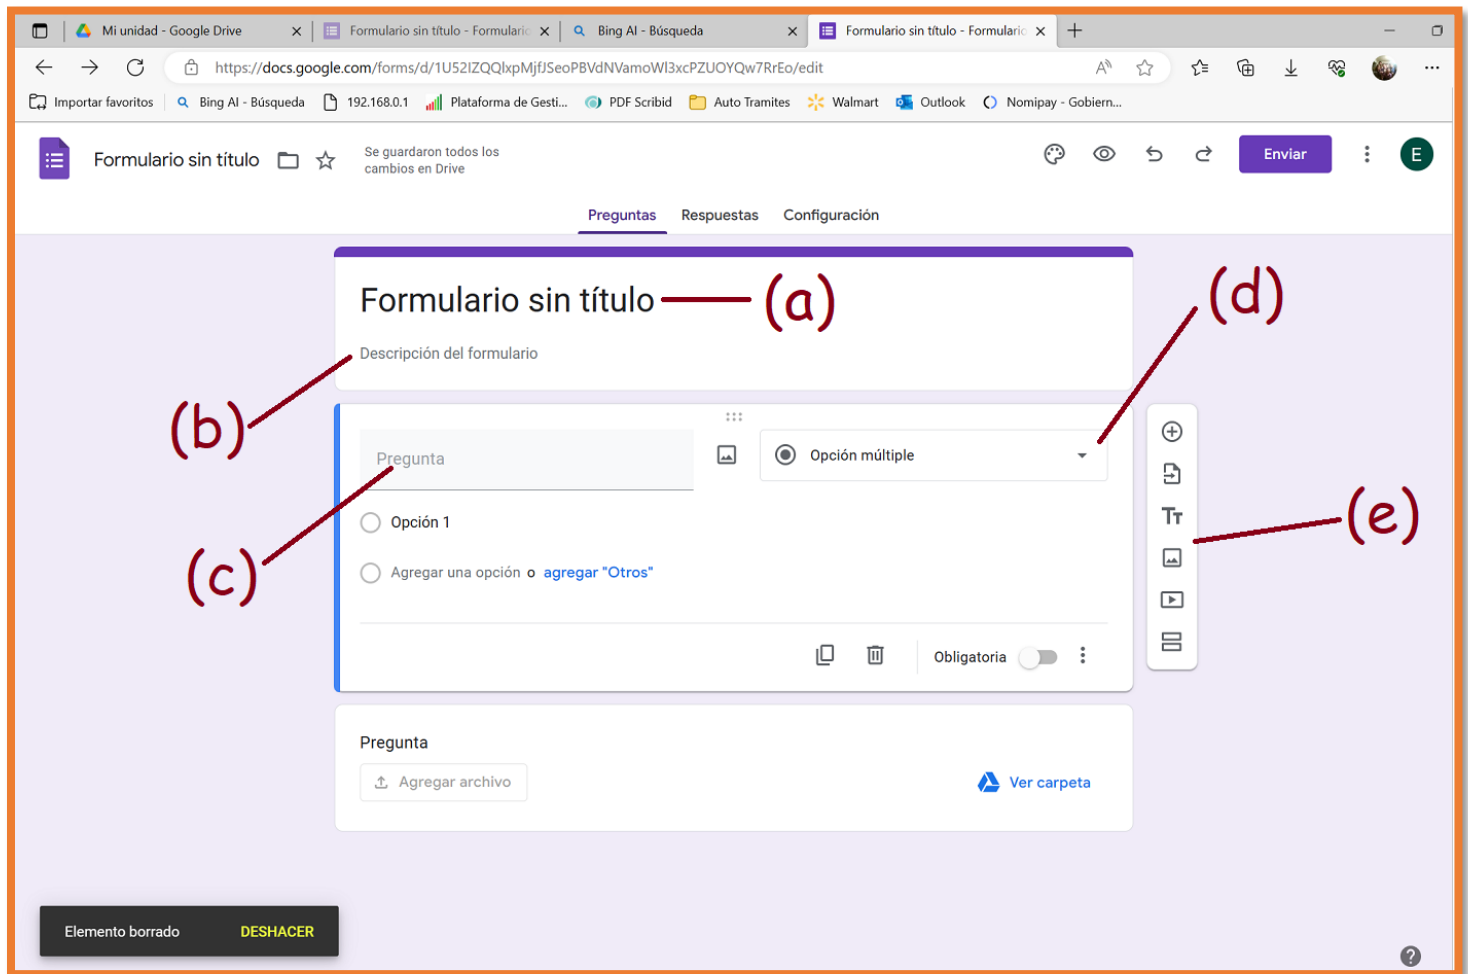 Mi unidad - Google Drive
Formulario sin título - Formulario
Bing AI - Búsqueda
Formulario sin título - Formulario
https://docs.google.com/forms/d/1U52IZQQlxpMjfJSeoPBVdNVamoWl3xcPZUOYQw7RrEo/edit
Importar favoritos
Bing AI - Búsqueda
192.168.0.1
Plataforma de Gesti...
PDF Scribid
Auto Tramites
Walmart
Outlook
Nomipay - Gobiern...
Formulario sin título
Se guardaron todos los
cambios en Drive
Enviar
E
Preguntas
Respuestas
Configuración
Formulario sin título
(a)
(d)
Descripción del formulario
(b)
Pregunta
Opción múltiple
(e)
Opción 1
(c)
Agregar una opción o agregar "Otros"
Obligatoria
Pregunta
Agregar archivo
Ver carpeta
Elemento borrado
DESHACER